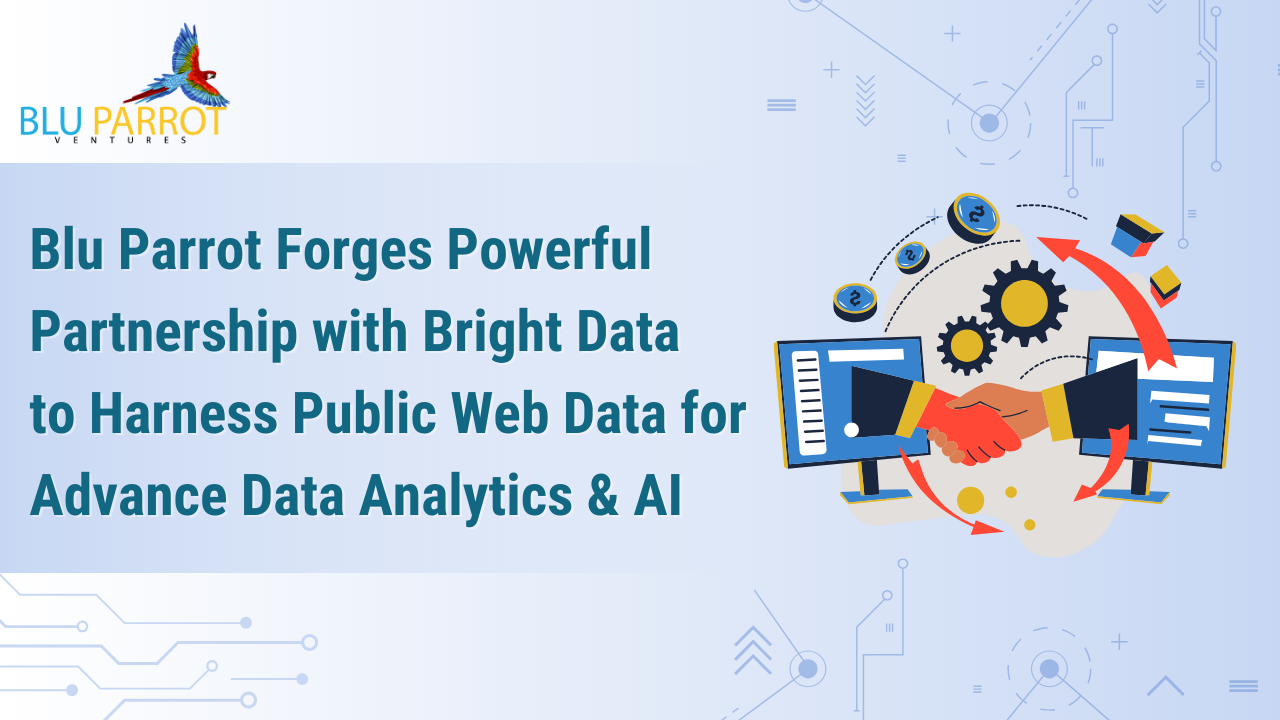 BLU PARROT
VENTURES
Blu Parrot Forges Powerful
Partnership with Bright Data
to Harness Public Web Data for
Advance Data Analytics & AI